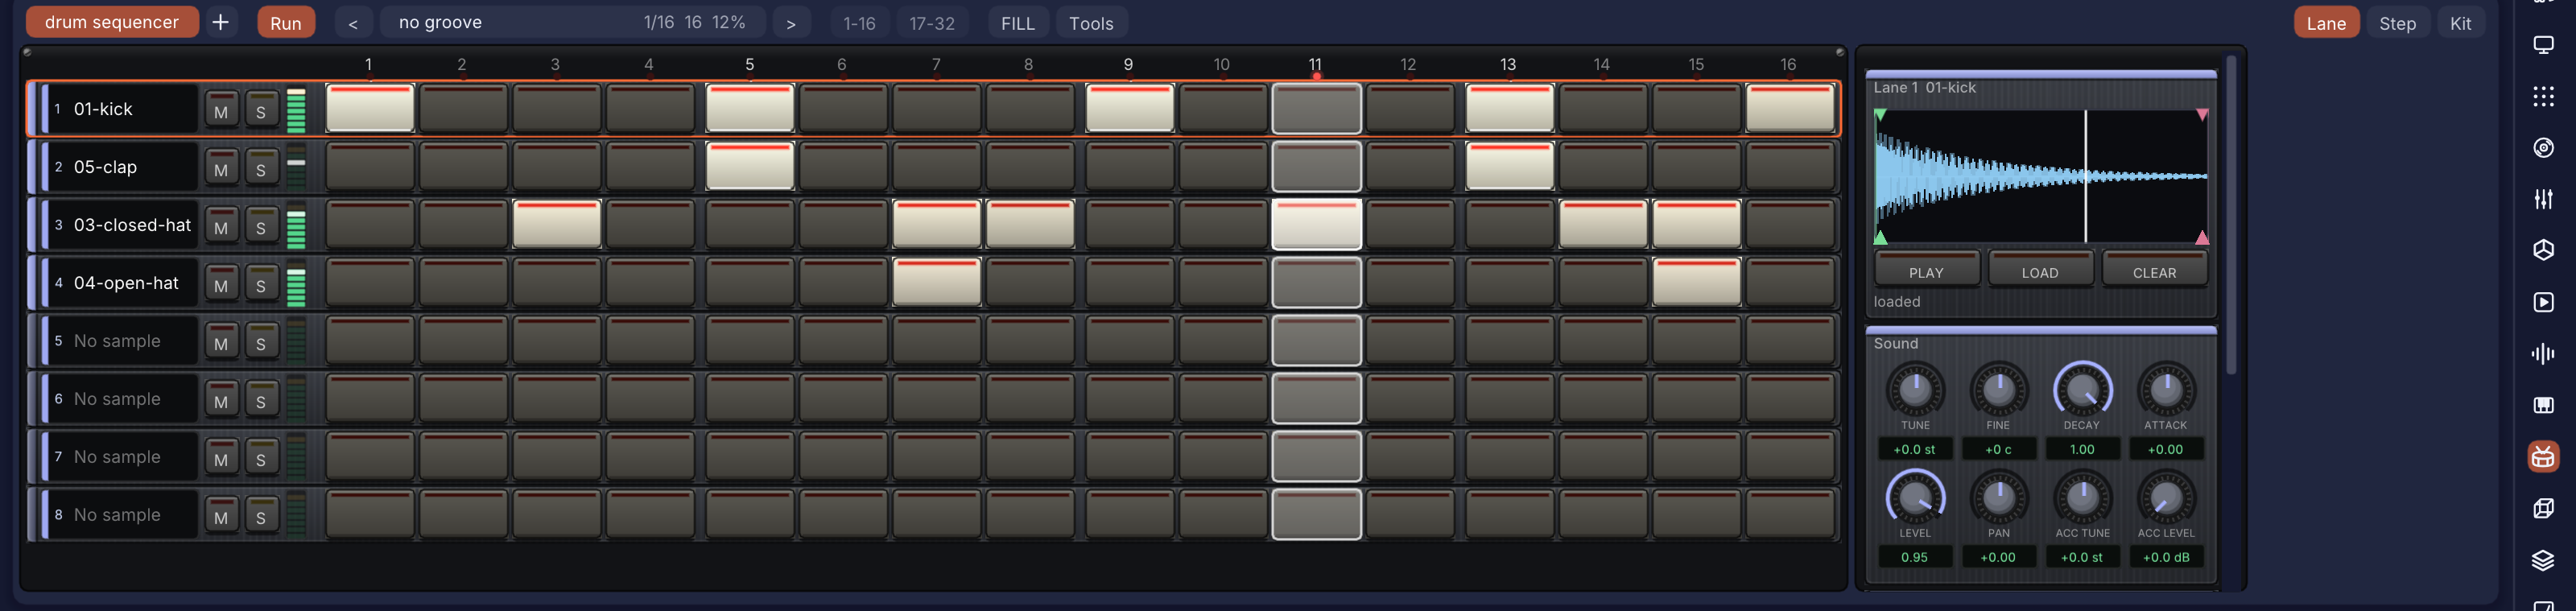 drum sequencer + Run < no groove 1/16 16 12% > 1-16 17-32 FILL Tools Lane Step Kit
1 2 3 4 5 6 7 8 9 10 11 12 13 14 15 16
1 01-kick M S
2 05-clap M S
3 03-closed-hat M S
4 04-open-hat M S
5 No sample M S
6 No sample M S
7 No sample M S
8 No sample M S
Lane 1 01-kick
PLAY LOAD CLEAR
loaded
Sound
TUNE FINE DECAY ATTACK
+0.0 st +0 c 1.00 +0.00
LEVEL PAN ACC TUNE ACC LEVEL
0.95 +0.00 +0.0 st +0.0 dB